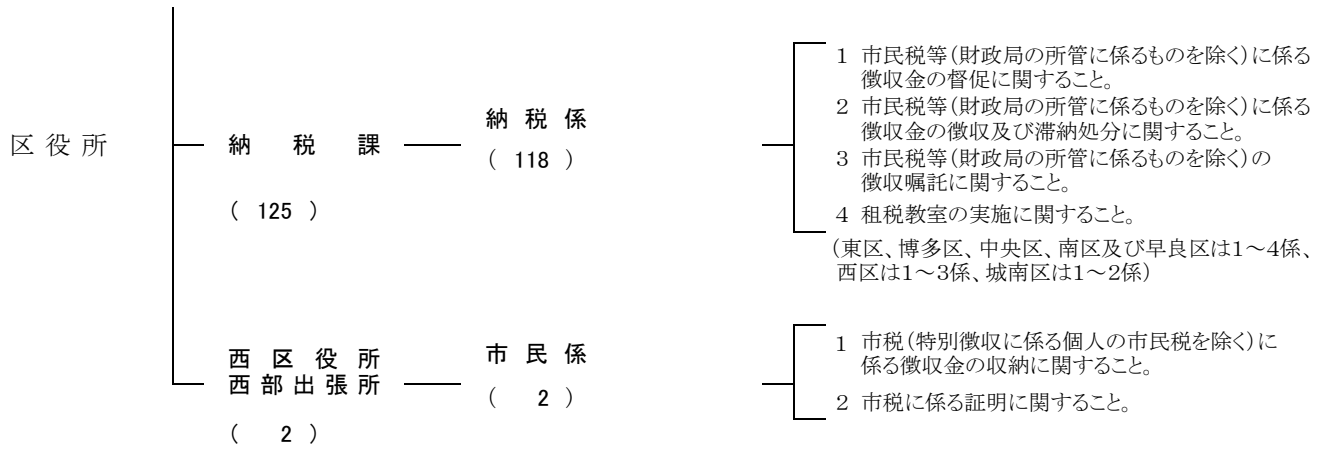 区役所
納税課
( 125 )
納税係
( 118 )
1 市民税等(財政局の所管に係るものを除く)に係る
徴収金の督促に関すること。
2 市民税等(財政局の所管に係るものを除く)に係る
徴収金の徴収及び滞納処分に関すること。
3 市民税等(財政局の所管に係るものを除く)の
徴収嘱託に関すること。
4 租税教室の実施に関すること。
(東区、博多区、中央区、南区及び早良区は1～4係、
西区は1～3係、城南区は1～2係)
西区役所
西部出張所
( 2 )
市民係
( 2 )
1 市税(特別徴収に係る個人の市民税を除く)に
係る徴収金の収納に関すること。
2 市税に係る証明に関すること。